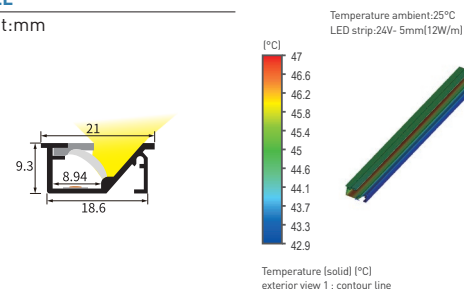 t:mm
21
9.3
8.94
18.6
Temperature ambient:25°C
LED strip:24V- 5mm(12W/m)
(°C)
47
46.6
46.2
45.8
45.4
45
44.6
44.1
43.7
43.3
42.9
Temperature (solid) (°C)
exterior view 1 : contour line